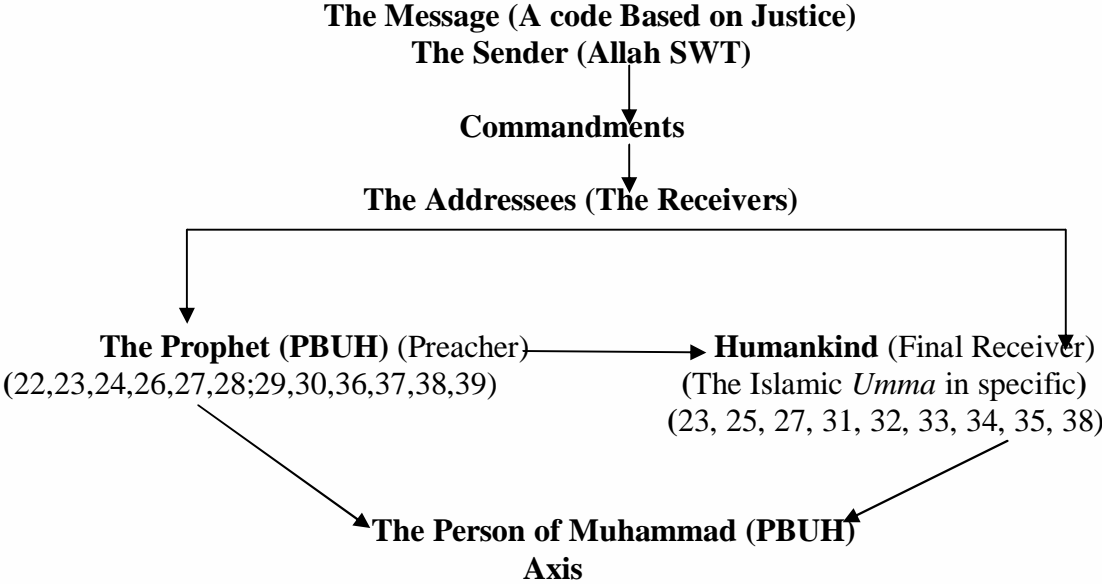 The Message (A code Based on Justice)
The Sender (Allah SWT)
Commandments
The Addressees (The Receivers)
The Prophet (PBUH) (Preacher)
(22,23,24,26,27,28;29,30,36,37,38,39)
Humankind (Final Receiver)
(The Islamic Umma in specific)
(23, 25, 27, 31, 32, 33, 34, 35, 38)
The Person of Muhammad (PBUH)
Axis